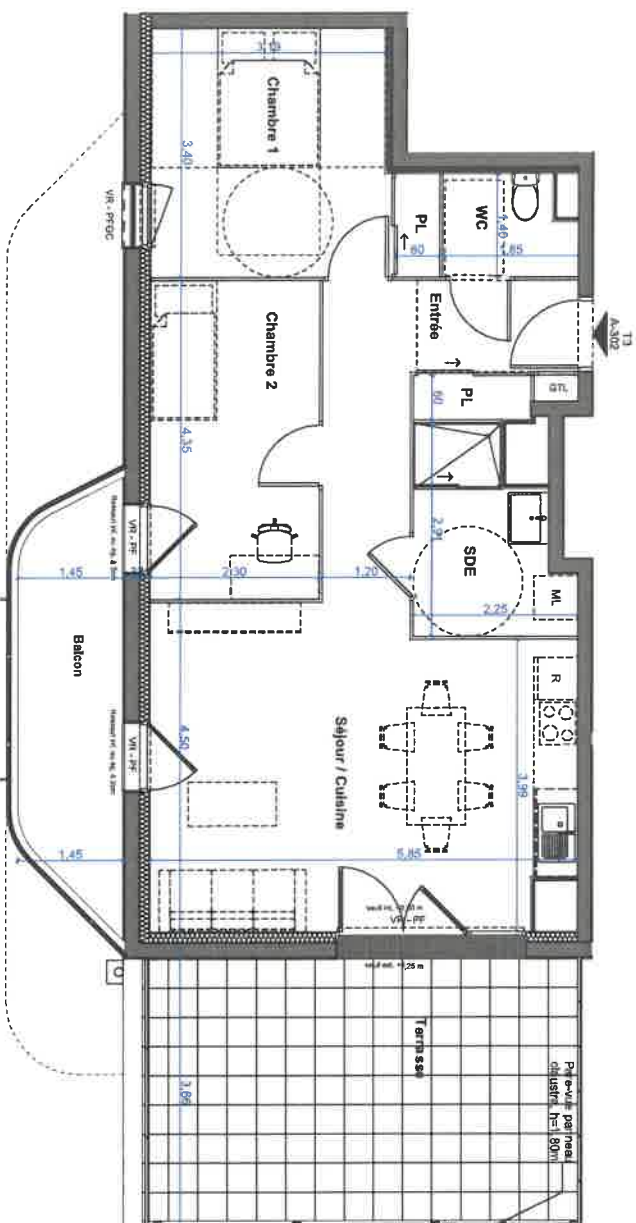 T3
A-302
GTL
Entrée
WC
1,40
1,85
PL
60
PL
60
Chambre 1
3,40
VR - PFGC
Chambre 2
4,35
2,30
1,20
SDE
2,91
2,25
ML
R
3,99
Séjour / Cuisine
4,50
5,85
VR - PF
VR - PF
VR - PF
Balcon
1,45
1,45
Terrasse
3,66
Pare-vue panneau
claustra, h=1.80m